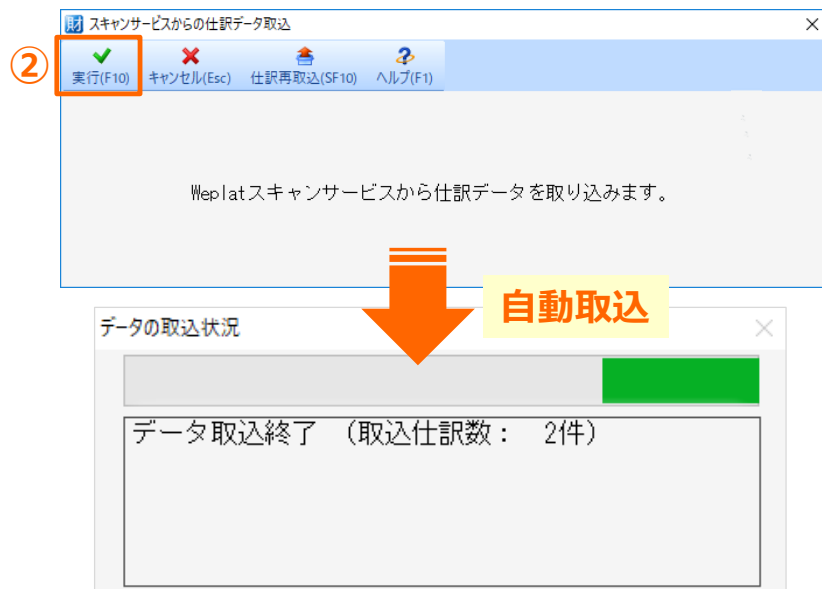 財 スキャンサービスからの仕訳データ取込
②
実行(F10) キャンセル(Esc) 仕訳再取込(SF10) ヘルプ(F1)
Weplatスキャンサービスから仕訳データを取り込みます。
自動取込
データの取込状況
データ取込終了 (取込仕訳数: 2件)